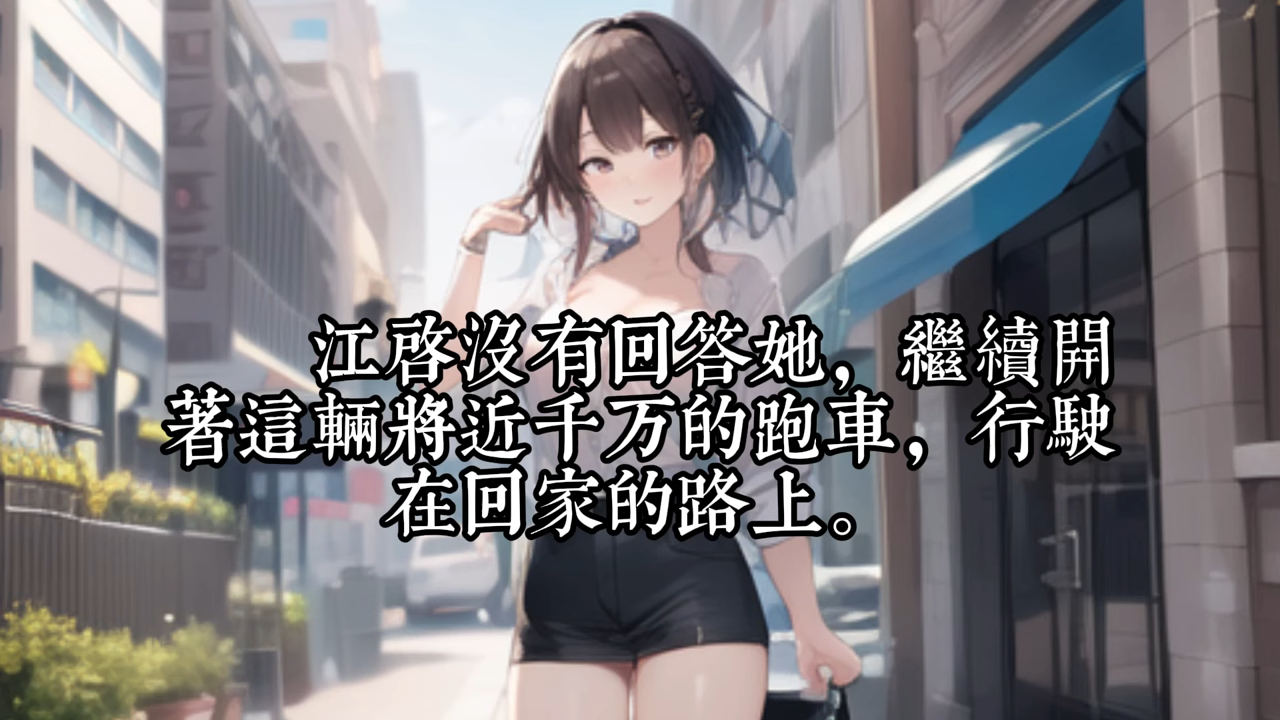 江啓沒有回答她，繼續開
著這輛將近千万的跑車，行駛
在回家的路上。